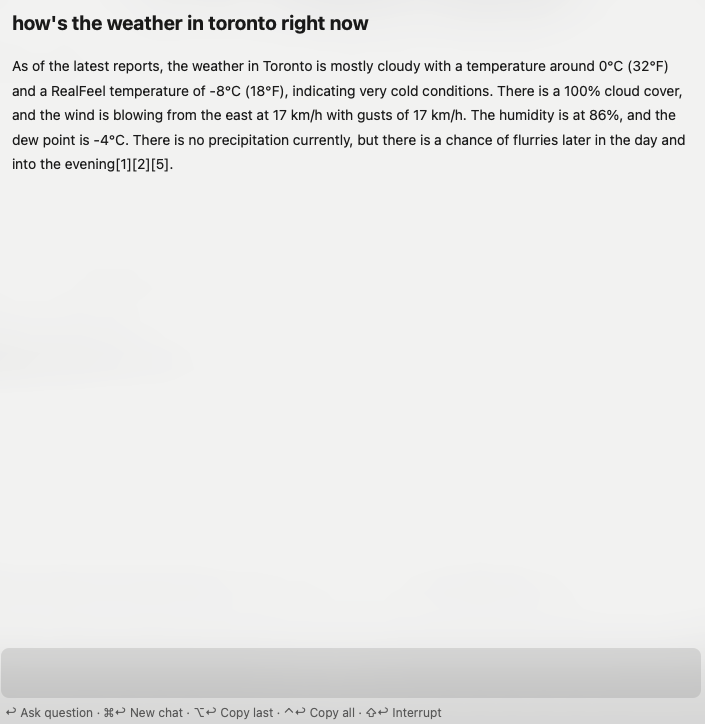 how's the weather in toronto right now
As of the latest reports, the weather in Toronto is mostly cloudy with a temperature around 0°C (32°F)
and a RealFeel temperature of -8°C (18°F), indicating very cold conditions. There is a 100% cloud cover,
and the wind is blowing from the east at 17 km/h with gusts of 17 km/h. The humidity is at 86%, and the
dew point is -4°C. There is no precipitation currently, but there is a chance of flurries later in the day and
into the evening[1][2][5].
↩ Ask question · ⌘↩ New chat · ⌥↩ Copy last · ^↩ Copy all · ⇧↩ Interrupt